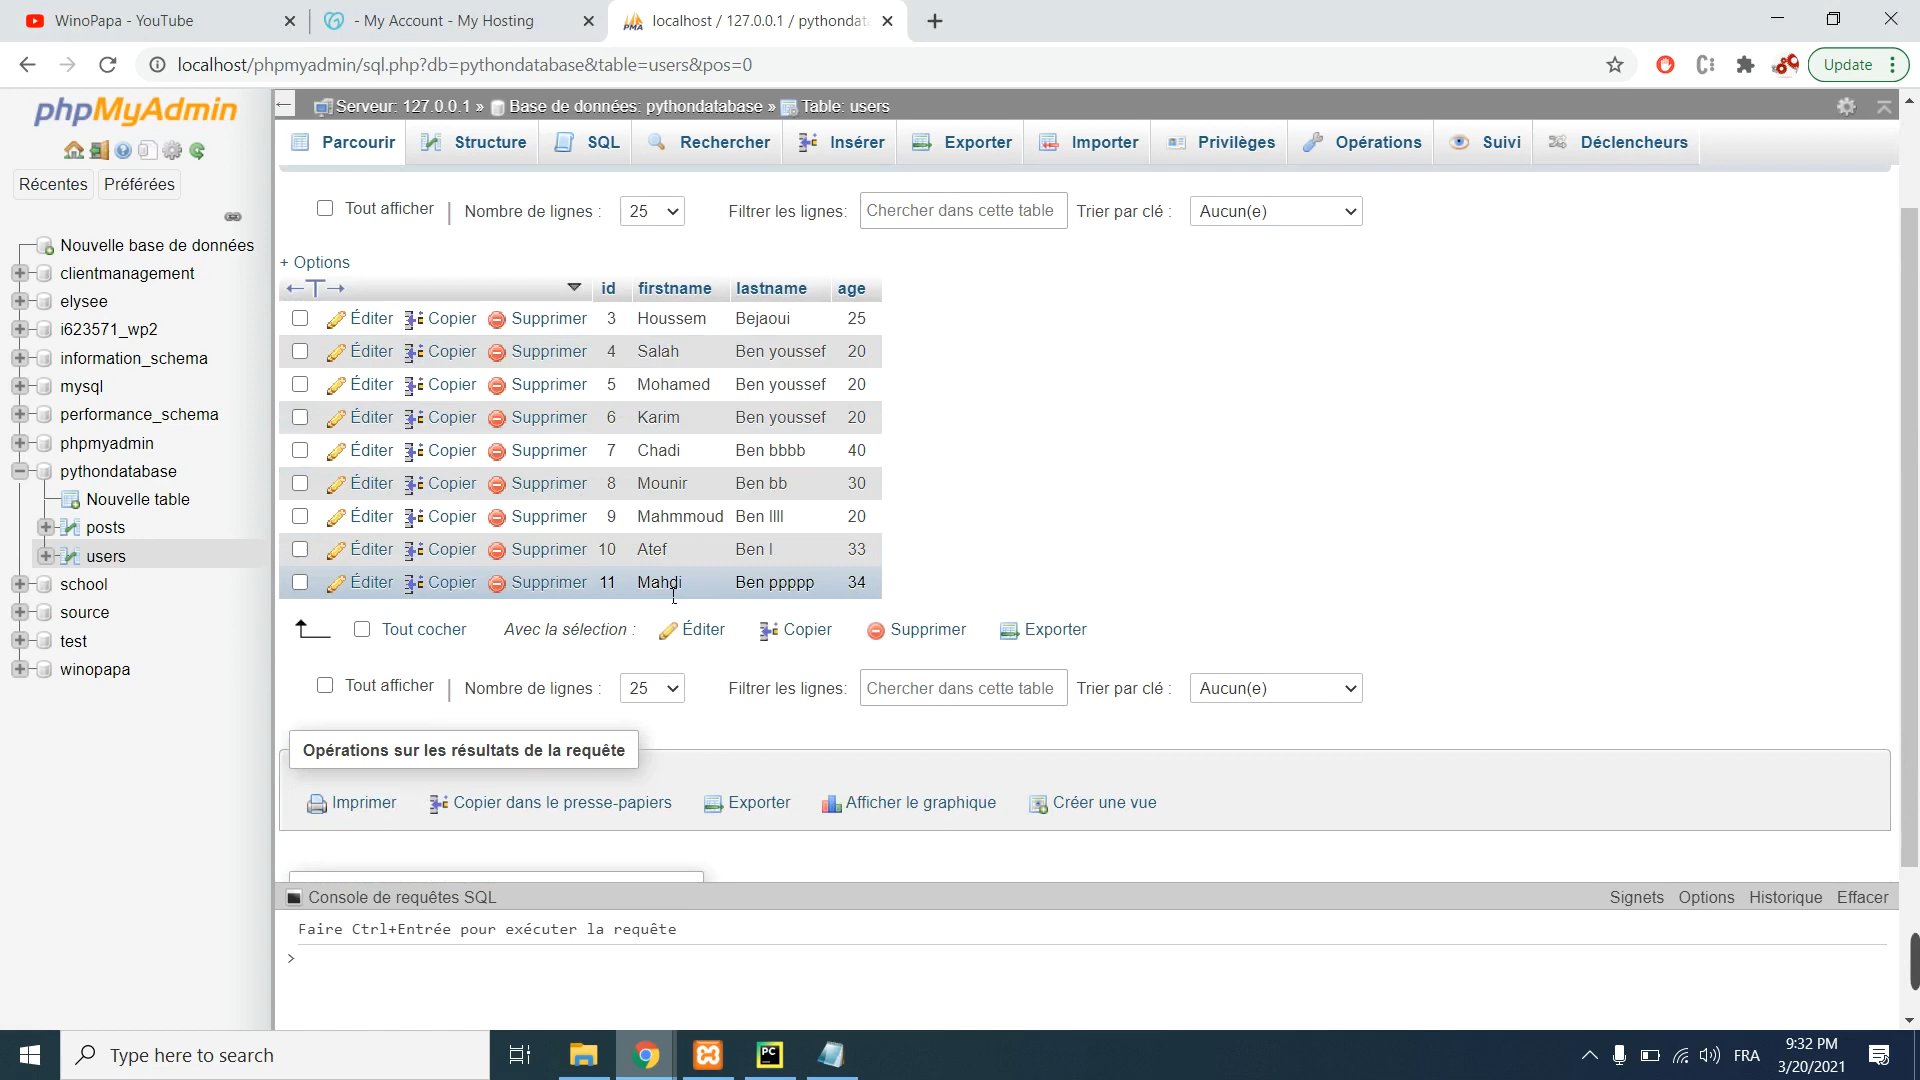 WinoPapa - YouTube
- My Account - My Hosting
localhost / 127.0.0.1 / pythondata
localhost/phpmyadmin/sql.php?db=pythondatabase&table=users&pos=0
Update
phpMyAdmin
Récentes Préférées
Nouvelle base de données
clientmanagement
elysee
i623571_wp2
information_schema
mysql
performance_schema
phpmyadmin
pythondatabase
Nouvelle table
posts
users
school
source
test
winopapa
Serveur: 127.0.0.1 » Base de données: pythondatabase » Table: users
Parcourir Structure SQL Rechercher Insérer Exporter Importer Privilèges Opérations Suivi Déclencheurs
Tout afficher | Nombre de lignes : 25 Filtrer les lignes: Chercher dans cette table Trier par clé : Aucun(e)
+ Options
←T→ id firstname lastname age
Éditer Copier Supprimer 3 Houssem Bejaoui 25
Éditer Copier Supprimer 4 Salah Ben youssef 20
Éditer Copier Supprimer 5 Mohamed Ben youssef 20
Éditer Copier Supprimer 6 Karim Ben youssef 20
Éditer Copier Supprimer 7 Chadi Ben bbbb 40
Éditer Copier Supprimer 8 Mounir Ben bb 30
Éditer Copier Supprimer 9 Mahmmoud Ben llll 20
Éditer Copier Supprimer 10 Atef Ben l 33
Éditer Copier Supprimer 11 Mahdi Ben ppppp 34
Tout cocher Avec la sélection : Éditer Copier Supprimer Exporter
Tout afficher | Nombre de lignes : 25 Filtrer les lignes: Chercher dans cette table Trier par clé : Aucun(e)
Opérations sur les résultats de la requête
Imprimer Copier dans le presse-papiers Exporter Afficher le graphique Créer une vue
Console de requêtes SQL Signets Options Historique Effacer
Faire Ctrl+Entrée pour exécuter la requête
>
Type here to search
PC
FRA
9:32 PM
3/20/2021